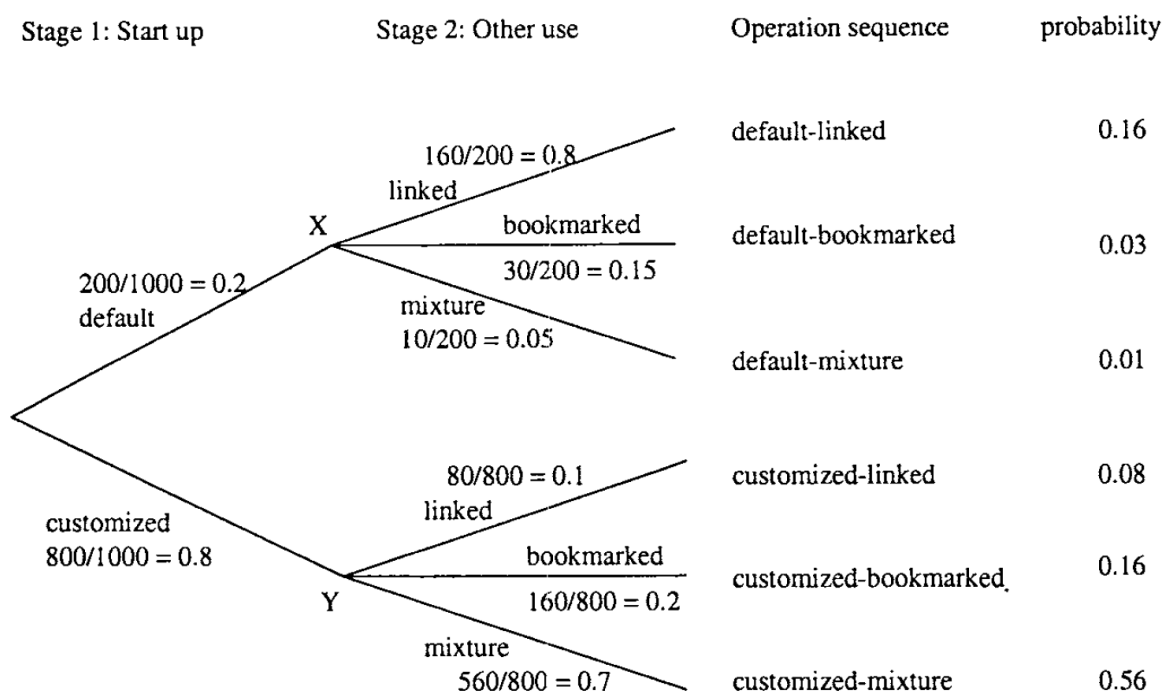 Stage 1: Start up Stage 2: Other use Operation sequence probability
160/200 = 0.8
linked
default-linked 0.16
X
bookmarked
30/200 = 0.15
default-bookmarked 0.03
200/1000 = 0.2
default
mixture
10/200 = 0.05
default-mixture 0.01
80/800 = 0.1
linked
customized-linked 0.08
customized
800/1000 = 0.8
Y
bookmarked
160/800 = 0.2
customized-bookmarked 0.16
mixture
560/800 = 0.7
customized-mixture 0.56